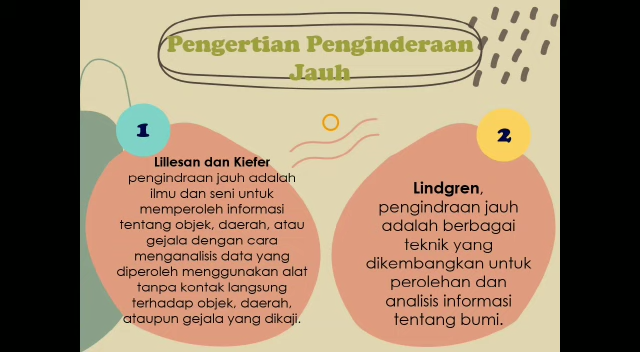 Pengertian Penginderaan
Jauh
1
Lillesan dan Kiefer
pengindraan jauh adalah
ilmu dan seni untuk
memperoleh informasi
tentang objek, daerah, atau
gejala dengan cara
menganalisis data yang
diperoleh menggunakan alat
tanpa kontak langsung
terhadap objek, daerah,
ataupun gejala yang dikaji.
2
Lindgren,
pengindraan jauh
adalah berbagai
teknik yang
dikembangkan untuk
perolehan dan
analisis informasi
tentang bumi.